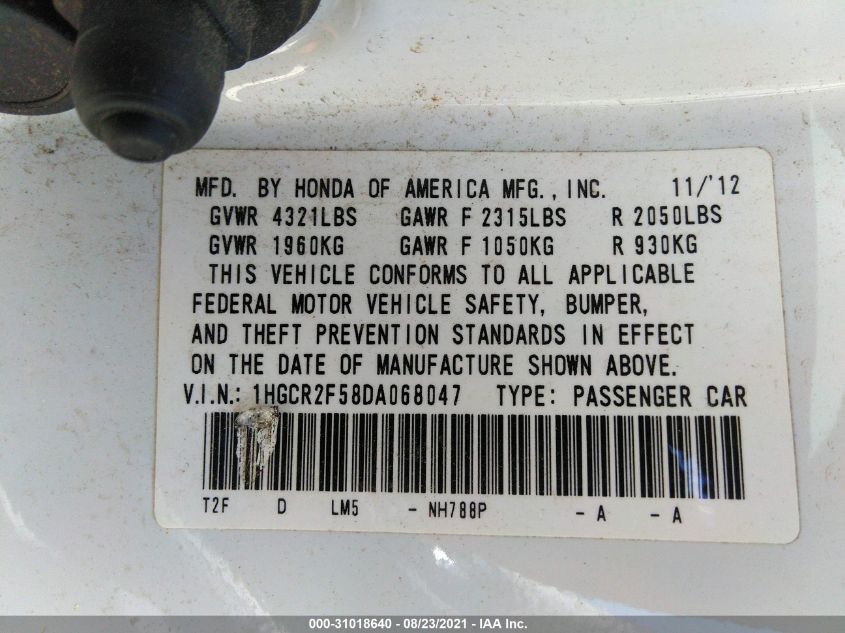 MFD. BY HONDA OF AMERICA MFG., INC. 11/'12
GVWR 4321LBS GAWR F 2315LBS R 2050LBS
GVWR 1960KG GAWR F 1050KG R 930KG
THIS VEHICLE CONFORMS TO ALL APPLICABLE
FEDERAL MOTOR VEHICLE SAFETY, BUMPER,
AND THEFT PREVENTION STANDARDS IN EFFECT
ON THE DATE OF MANUFACTURE SHOWN ABOVE.
V.I.N.: 1HGCR2F58DA068047 TYPE: PASSENGER CAR
T2F D LM5 - NH788P - A - A
000-31018640 - 08/23/2021 - IAA Inc.